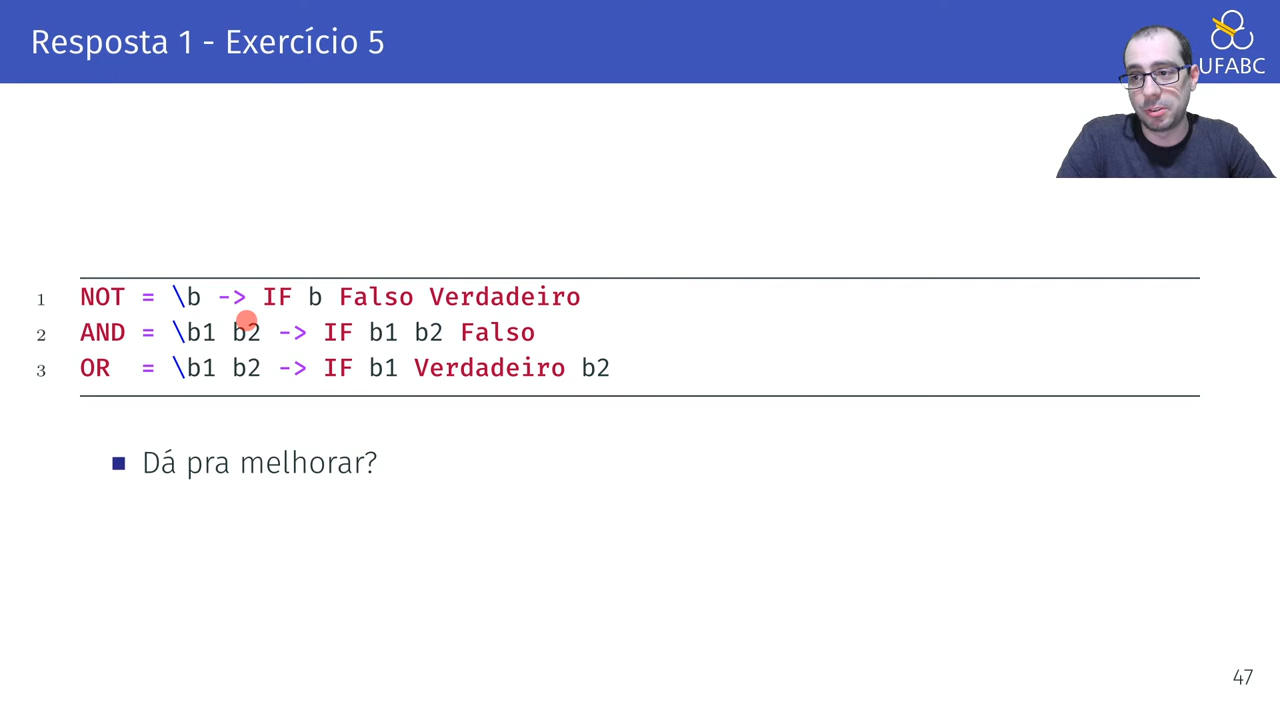 Resposta 1 - Exercício 5
UFABC
1 NOT = \b -> IF b Falso Verdadeiro
2 AND = \b1 b2 -> IF b1 b2 Falso
3 OR = \b1 b2 -> IF b1 Verdadeiro b2
Dá pra melhorar?
47